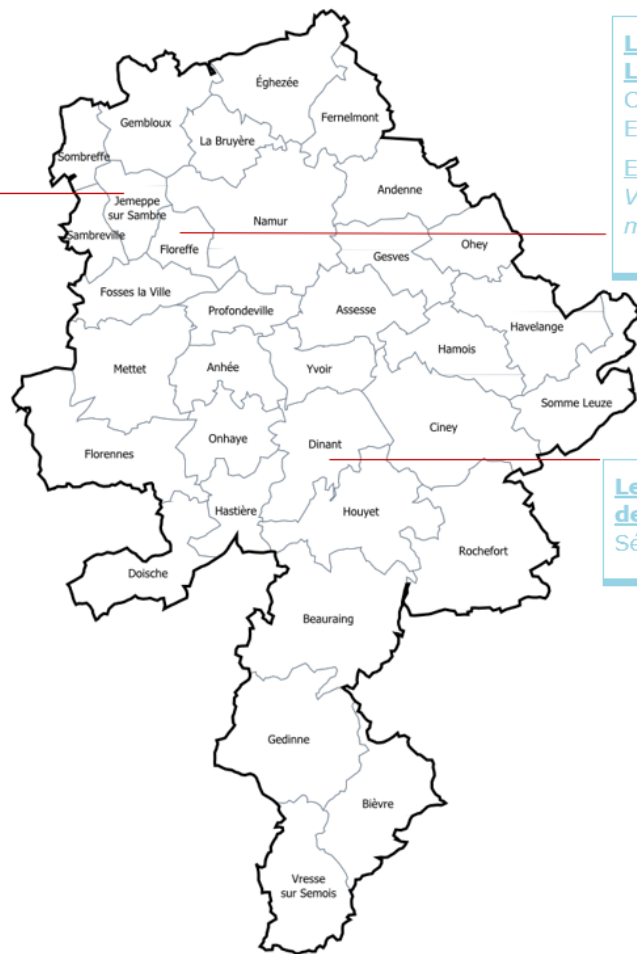 Éghezée
Gembloux
Fernelmont
La Bruyère
Sombreffe
Andenne
Jemeppe
sur Sambre
Namur
Sambreville
Floreffe
Ohey
Gesves
Fosses la Ville
Profondeville
Assesse
Havelange
Hamois
Mettet
Anhée
Yvoir
Somme Leuze
Ciney
Onhaye
Dinant
Florennes
Hastière
Houyet
Rochefort
Doische
Beauraing
Gedinne
Bièvre
Vresse
sur Semois